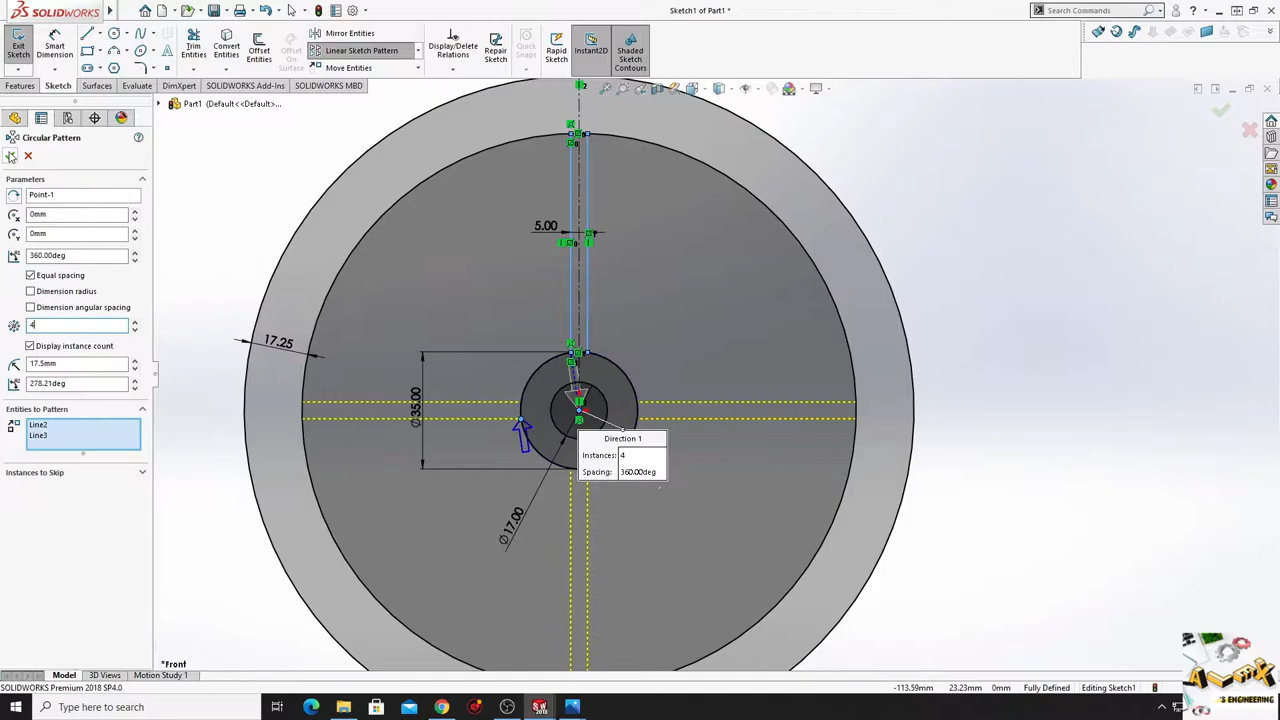 SOLIDWORKS
Sketch1 of Part1 *
Search Commands
Exit Sketch
Smart Dimension
Trim Entities
Convert Entities
Offset Entities
Offset On Surface
Mirror Entities
Linear Sketch Pattern
Move Entities
Display/Delete Relations
Repair Sketch
Quick Snaps
Rapid Sketch
Instant2D
Shaded Sketch Contours
Features
Sketch
Surfaces
Evaluate
DimXpert
SOLIDWORKS Add-Ins
SOLIDWORKS MBD
Part1 (Default<<Default>...
Circular Pattern
Parameters
Point-1
0mm
0mm
360.00deg
Equal spacing
Dimension radius
Dimension angular spacing
4
Display instance count
17.5mm
278.21deg
Entities to Pattern
Line2
Line3
Instances to Skip
5.00
17.25
Ø35.00
Ø17.00
Direction 1
Instances: 4
Spacing: 360.00deg
*Front
Model
3D Views
Motion Study 1
SOLIDWORKS Premium 2018 SP4.0
-113.59mm
23.23mm
0mm
Fully Defined
Editing Sketch1
Type here to search
'S ENGINEERING